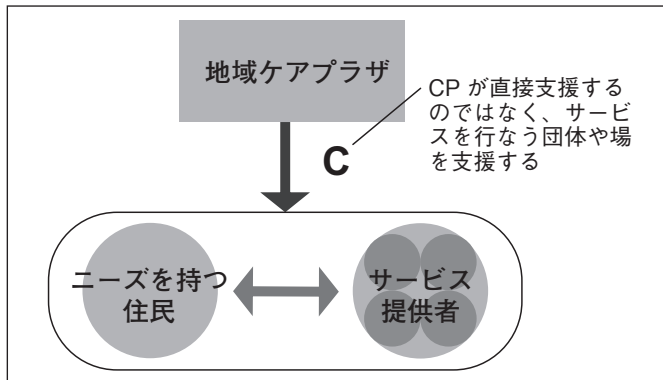 地域ケアプラザ
CP が直接支援する
のではなく、サービ
スを行なう団体や場
を支援する
C
ニーズを持つ
住民
サービス
提供者